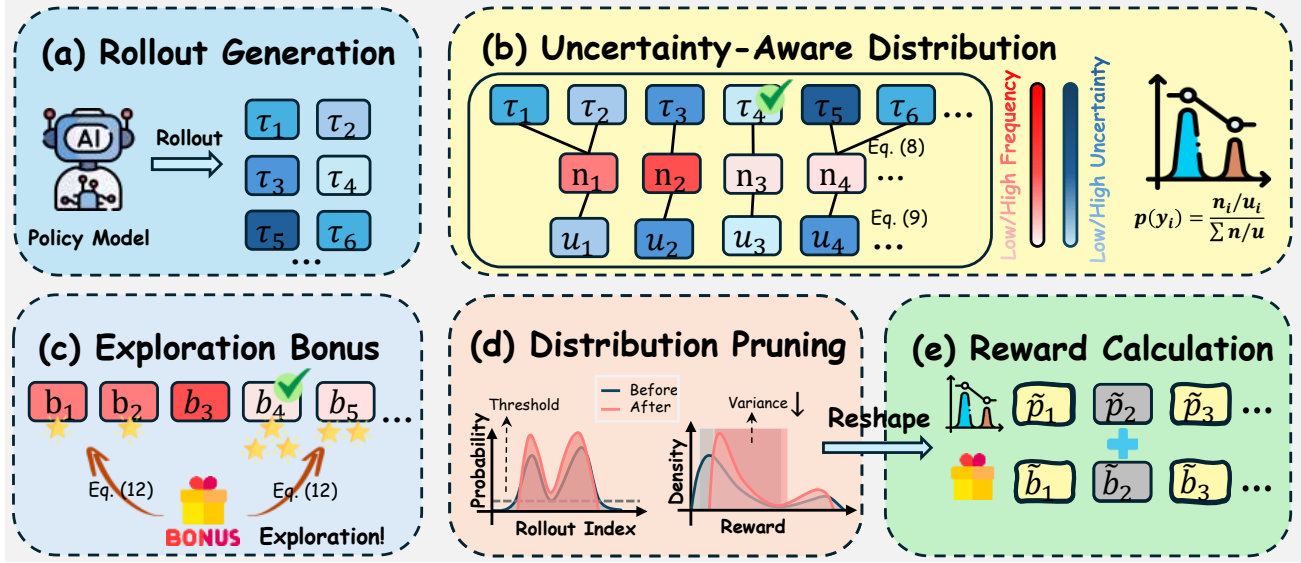 (a) Rollout Generation
AI
Rollout
Policy Model
τ₁ τ₂
τ₃ τ₄
τ₅ τ₆
...
(b) Uncertainty-Aware Distribution
τ₁ τ₂ τ₃ τ₄ τ₅ τ₆ ...
Eq. (8)
n₁ n₂ n₃ n₄ ...
Eq. (9)
u₁ u₂ u₃ u₄ ...
Low/High Frequency
Low/High Uncertainty
p(yᵢ) = nᵢ/uᵢ / ∑ n/u
(c) Exploration Bonus
b₁ b₂ b₃ b₄ b₅ ...
Eq. (12)
Eq. (12)
BONUS
Exploration!
(d) Distribution Pruning
Before
After
Threshold
Probability
Rollout Index
Variance ↓
Density
Reward
Reshape
(e) Reward Calculation
p̃₁ p̃₂ p̃₃ ...
+
b̃₁ b̃₂ b̃₃ ...